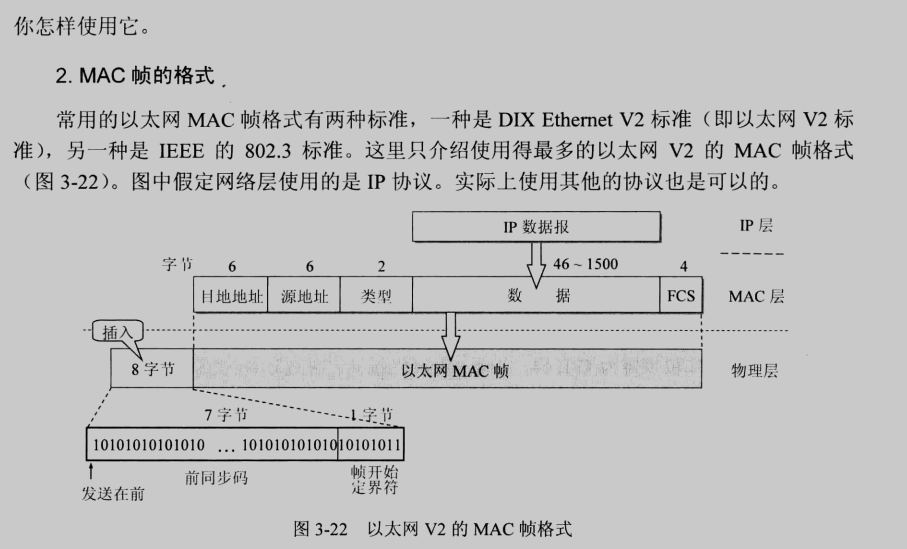 你怎样使用它。
2. MAC 帧的格式
常用的以太网 MAC 帧格式有两种标准，一种是 DIX Ethernet V2 标准（即以太网 V2 标
准），另一种是 IEEE 的 802.3 标准。这里只介绍使用得最多的以太网 V2 的 MAC 帧格式
（图 3-22）。图中假定网络层使用的是 IP 协议。实际上使用其他的协议也是可以的。
IP 数据报 IP 层
字节 6 6 2 46 ~ 1500 4
目地地址 源地址 类型 数 据 FCS MAC 层
插入
8 字节 以太网 MAC 帧 物理层
7 字节 1 字节
10101010101010 ... 10101010101010101011
前同步码 帧开始
定界符
发送在前
图 3-22 以太网 V2 的 MAC 帧格式